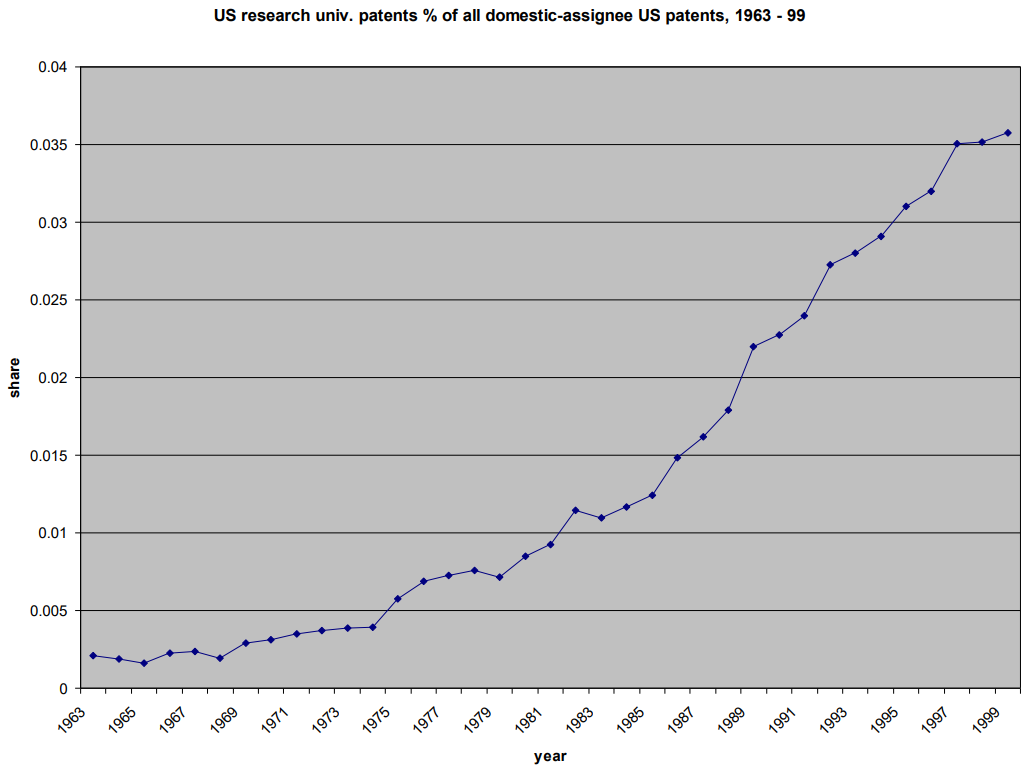 US research univ. patents % of all domestic-assignee US patents, 1963 - 99
0.04
0.035
0.03
0.025
0.02
0.015
0.01
0.005
0
share
1963 1965 1967 1969 1971 1973 1975 1977 1979 1981 1983 1985 1987 1989 1991 1993 1995 1997 1999
year